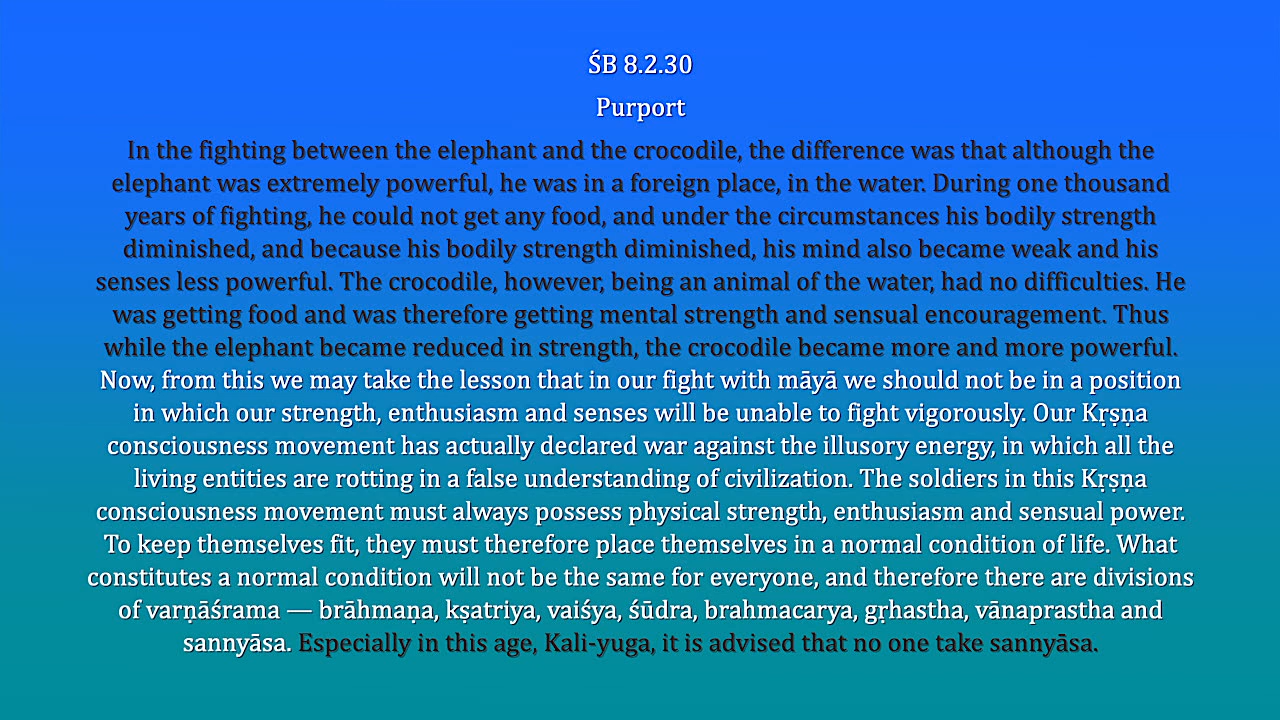 ŚB 8.2.30
Purport
In the fighting between the elephant and the crocodile, the difference was that although the
elephant was extremely powerful, he was in a foreign place, in the water. During one thousand
years of fighting, he could not get any food, and under the circumstances his bodily strength
diminished, and because his bodily strength diminished, his mind also became weak and his
senses less powerful. The crocodile, however, being an animal of the water, had no difficulties. He
was getting food and was therefore getting mental strength and sensual encouragement. Thus
while the elephant became reduced in strength, the crocodile became more and more powerful.
Now, from this we may take the lesson that in our fight with māyā we should not be in a position
in which our strength, enthusiasm and senses will be unable to fight vigorously. Our Kṛṣṇa
consciousness movement has actually declared war against the illusory energy, in which all the
living entities are rotting in a false understanding of civilization. The soldiers in this Kṛṣṇa
consciousness movement must always possess physical strength, enthusiasm and sensual power.
To keep themselves fit, they must therefore place themselves in a normal condition of life. What
constitutes a normal condition will not be the same for everyone, and therefore there are divisions
of varṇāśrama — brāhmaṇa, kṣatriya, vaiśya, śūdra, brahmacarya, gṛhastha, vānaprastha and
sannyāsa. Especially in this age, Kali-yuga, it is advised that no one take sannyāsa.